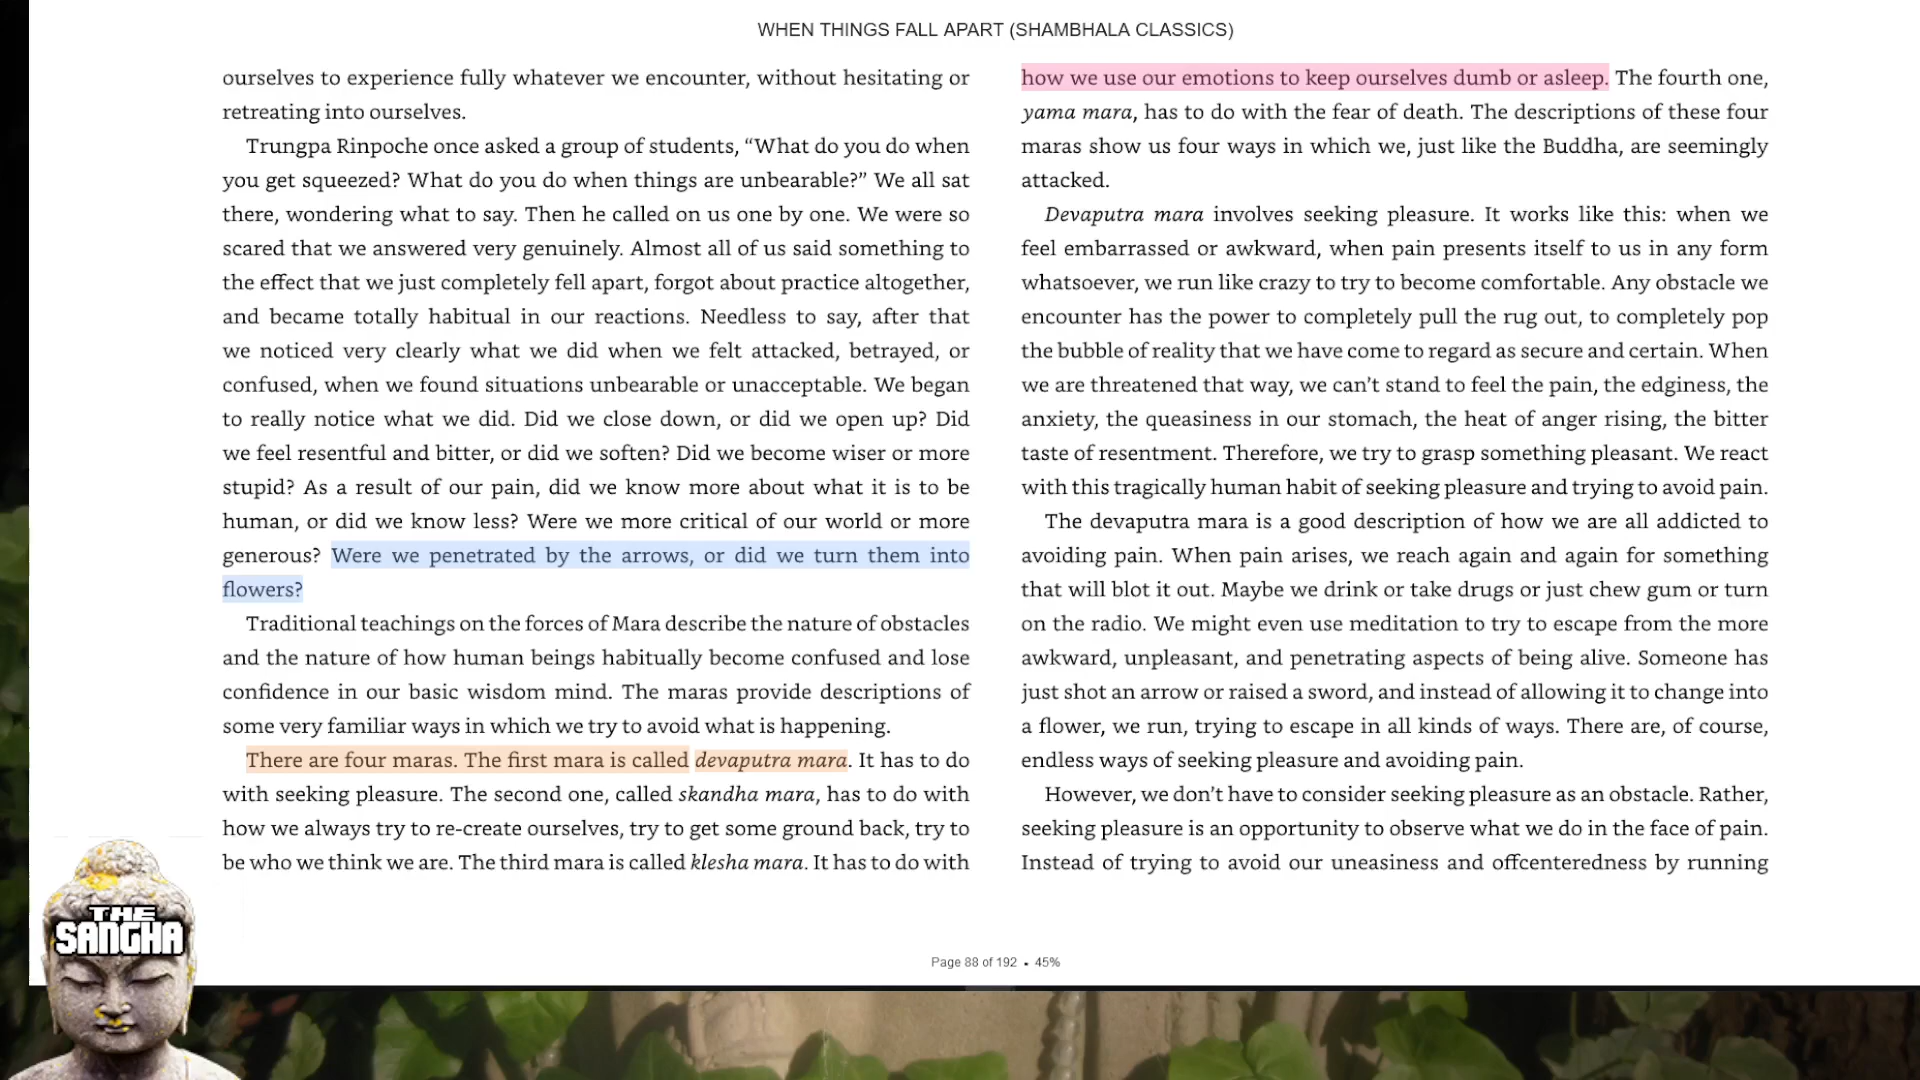 WHEN THINGS FALL APART (SHAMBHALA CLASSICS)
ourselves to experience fully whatever we encounter, without hesitating or
retreating into ourselves.
Trungpa Rinpoche once asked a group of students, “What do you do when
you get squeezed? What do you do when things are unbearable?” We all sat
there, wondering what to say. Then he called on us one by one. We were so
scared that we answered very genuinely. Almost all of us said something to
the effect that we just completely fell apart, forgot about practice altogether,
and became totally habitual in our reactions. Needless to say, after that
we noticed very clearly what we did when we felt attacked, betrayed, or
confused, when we found situations unbearable or unacceptable. We began
to really notice what we did. Did we close down, or did we open up? Did
we feel resentful and bitter, or did we soften? Did we become wiser or more
stupid? As a result of our pain, did we know more about what it is to be
human, or did we know less? Were we more critical of our world or more
generous? Were we penetrated by the arrows, or did we turn them into
flowers?
Traditional teachings on the forces of Mara describe the nature of obstacles
and the nature of how human beings habitually become confused and lose
confidence in our basic wisdom mind. The maras provide descriptions of
some very familiar ways in which we try to avoid what is happening.
There are four maras. The first mara is called devaputra mara. It has to do
with seeking pleasure. The second one, called skandha mara, has to do with
how we always try to re-create ourselves, try to get some ground back, try to
be who we think we are. The third mara is called klesha mara. It has to do with
how we use our emotions to keep ourselves dumb or asleep. The fourth one,
yama mara, has to do with the fear of death. The descriptions of these four
maras show us four ways in which we, just like the Buddha, are seemingly
attacked.
Devaputra mara involves seeking pleasure. It works like this: when we
feel embarrassed or awkward, when pain presents itself to us in any form
whatsoever, we run like crazy to try to become comfortable. Any obstacle we
encounter has the power to completely pull the rug out, to completely pop
the bubble of reality that we have come to regard as secure and certain. When
we are threatened that way, we can’t stand to feel the pain, the edginess, the
anxiety, the queasiness in our stomach, the heat of anger rising, the bitter
taste of resentment. Therefore, we try to grasp something pleasant. We react
with this tragically human habit of seeking pleasure and trying to avoid pain.
The devaputra mara is a good description of how we are all addicted to
avoiding pain. When pain arises, we reach again and again for something
that will blot it out. Maybe we drink or take drugs or just chew gum or turn
on the radio. We might even use meditation to try to escape from the more
awkward, unpleasant, and penetrating aspects of being alive. Someone has
just shot an arrow or raised a sword, and instead of allowing it to change into
a flower, we run, trying to escape in all kinds of ways. There are, of course,
endless ways of seeking pleasure and avoiding pain.
However, we don’t have to consider seeking pleasure as an obstacle. Rather,
seeking pleasure is an opportunity to observe what we do in the face of pain.
Instead of trying to avoid our uneasiness and offcenteredness by running
Page 88 of 192 • 45%
THE
SANGHA